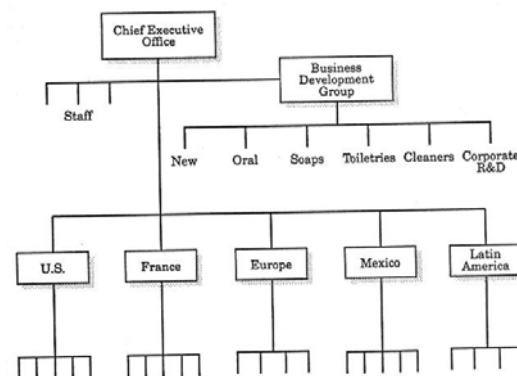 Chief Executive
Office
Business
Development
Group
Staff
New
Oral
Soaps
Toiletries
Cleaners
Corporate
R&D
U.S.
France
Europe
Mexico
Latin
America